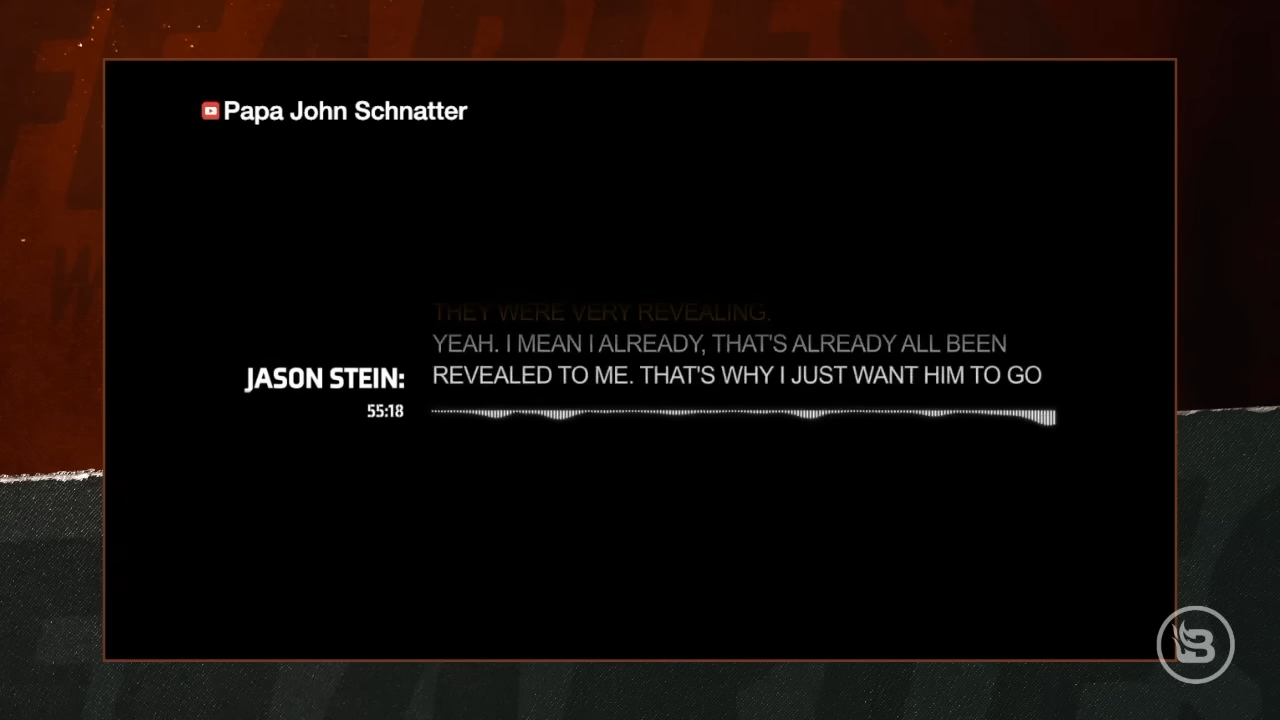 Papa John Schnatter
THEY WERE VERY REVEALING.
YEAH. I MEAN I ALREADY, THAT'S ALREADY ALL BEEN
JASON STEIN: REVEALED TO ME. THAT'S WHY I JUST WANT HIM TO GO
55:18
B